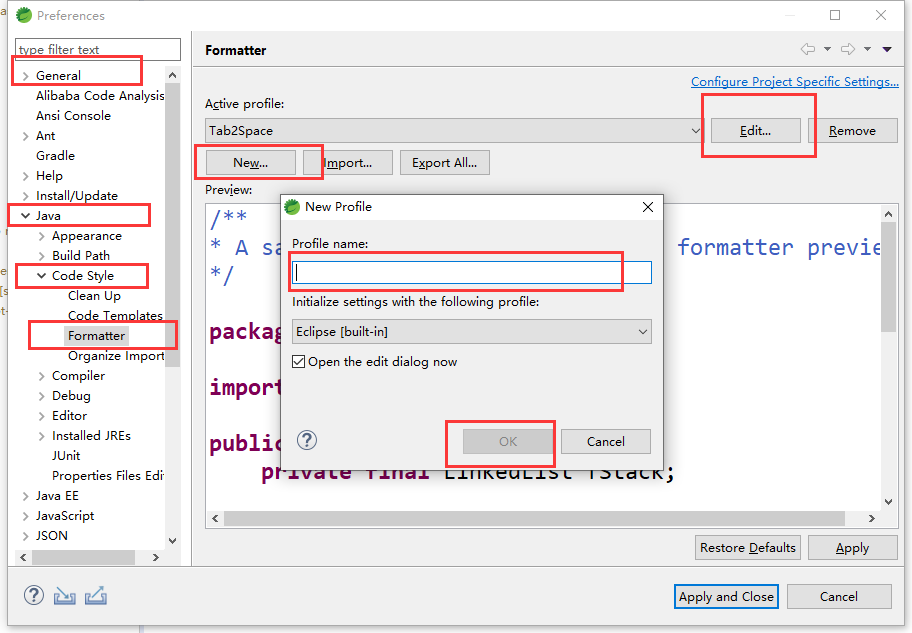 Preferences
type filter text
General
Alibaba Code Analysis
Ansi Console
Ant
Gradle
Help
Install/Update
Java
Appearance
Build Path
Code Style
Clean Up
Code Templates
Formatter
Organize Import
Compiler
Debug
Editor
Installed JREs
JUnit
Properties Files Edi
Java EE
JavaScript
JSON
Formatter
Configure Project Specific Settings...
Active profile:
Tab2Space
Edit...
Remove
New...
Import...
Export All...
Preview:
/**
* A sa formatter previe
*/
packag
import
public
private final LinkedList fStack;
New Profile
Profile name:
Initialize settings with the following profile:
Eclipse [built-in]
Open the edit dialog now
OK
Cancel
Restore Defaults
Apply
Apply and Close
Cancel